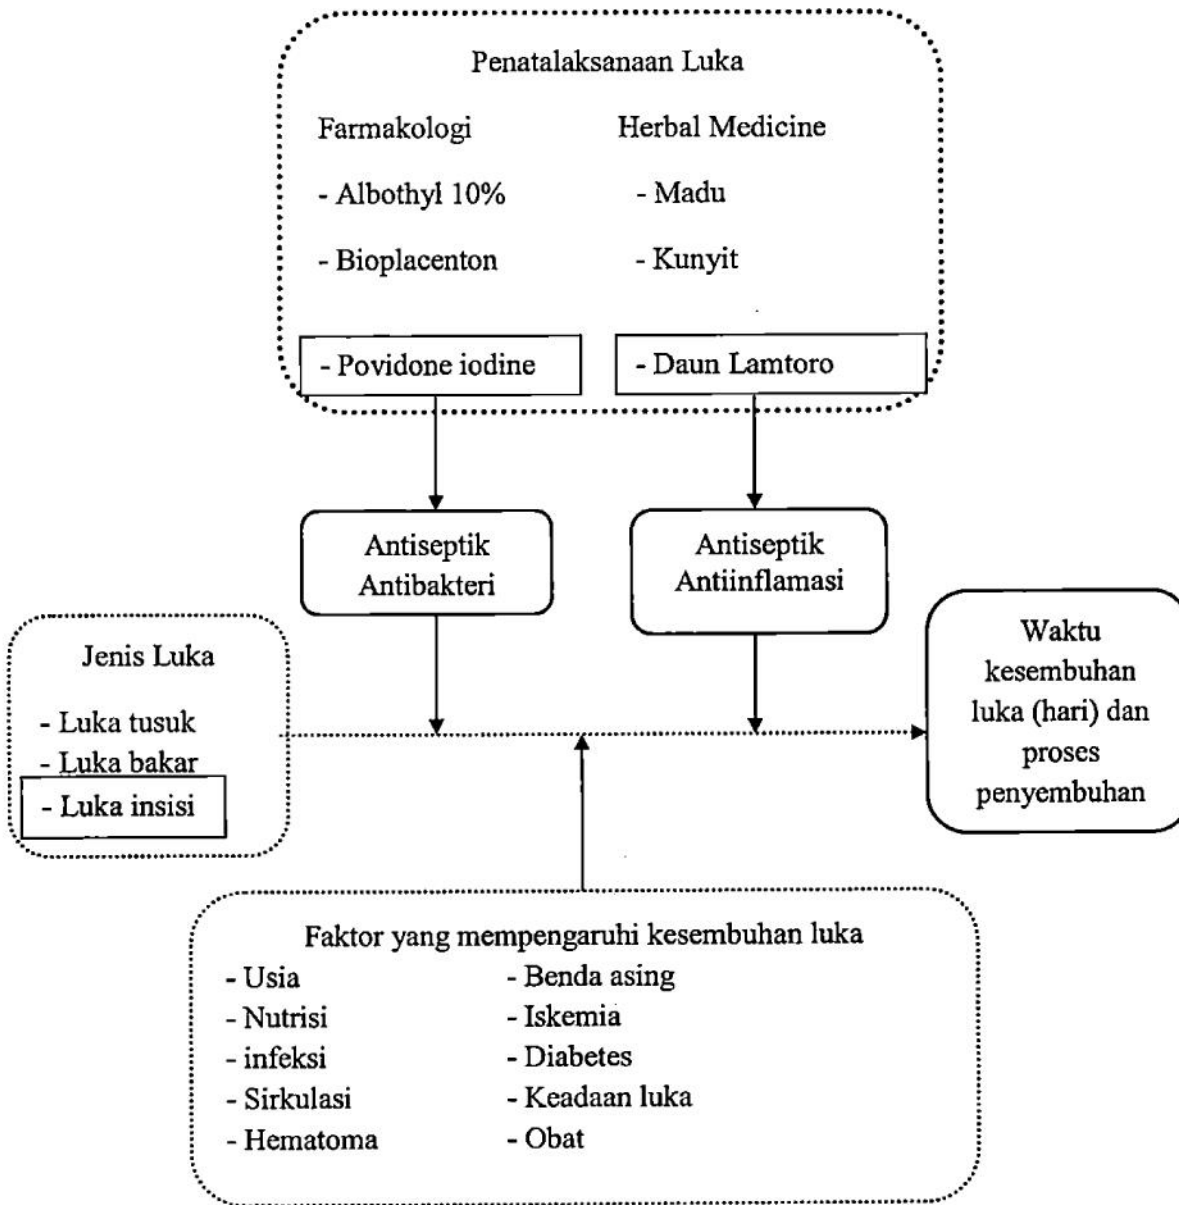 Penatalaksanaan Luka
Farmakologi
- Albothyl 10%
- Bioplacenton
- Povidone iodine
Herbal Medicine
- Madu
- Kunyit
- Daun Lamtoro
Antiseptik
Antibakteri
Antiseptik
Antiinflamasi
Jenis Luka
- Luka tusuk
- Luka bakar
- Luka insisi
Waktu
kesembuhan
luka (hari) dan
proses
penyembuhan
Faktor yang mempengaruhi kesembuhan luka
- Usia
- Nutrisi
- infeksi
- Sirkulasi
- Hematoma
- Benda asing
- Iskemia
- Diabetes
- Keadaan luka
- Obat